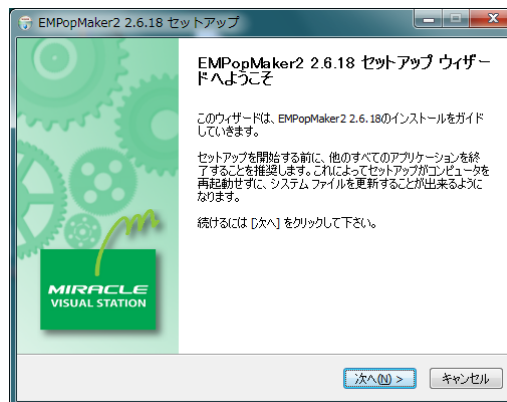 EMPopMaker2 2.6.18 セットアップ
EMPopMaker2 2.6.18 セットアップ ウィザー
ドへようこそ
このウィザードは、EMPopMaker2 2.6.18のインストールをガイド
していきます。
セットアップを開始する前に、他のすべてのアプリケーションを終
了することを推奨します。これによってセットアップがコンピュータを
再起動せずに、システム ファイルを更新することが出来るように
なります。
続けるには [次へ] をクリックして下さい。
m
MIRACLE
VISUAL STATION
次へ(N) >
キャンセル